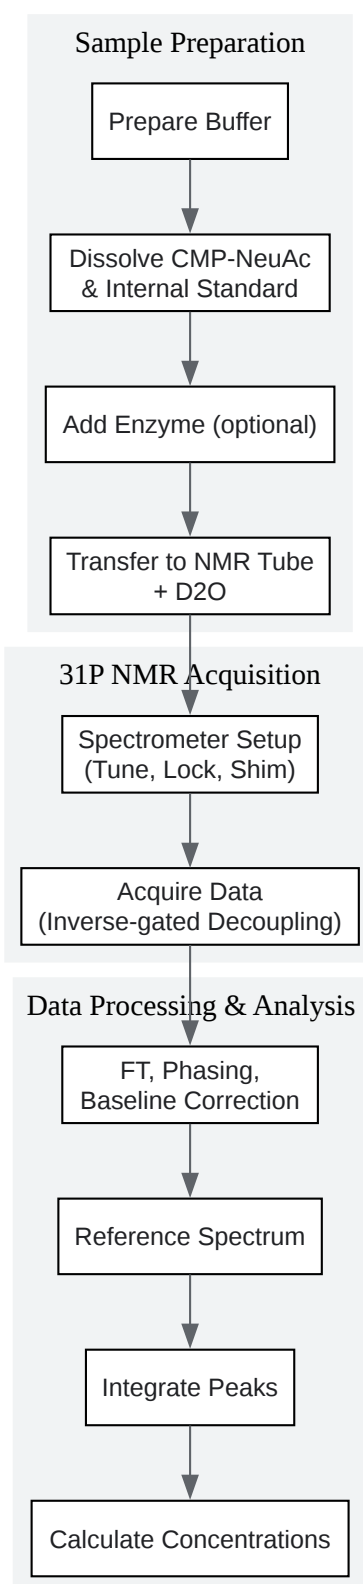 Sample Preparation
Prepare Buffer
Dissolve CMP-NeuAc
& Internal Standard
Add Enzyme (optional)
Transfer to NMR Tube
+ D2O
31P NMR Acquisition
Spectrometer Setup
(Tune, Lock, Shim)
Acquire Data
(Inverse-gated Decoupling)
Data Processing & Analysis
FT, Phasing,
Baseline Correction
Reference Spectrum
Integrate Peaks
Calculate Concentrations